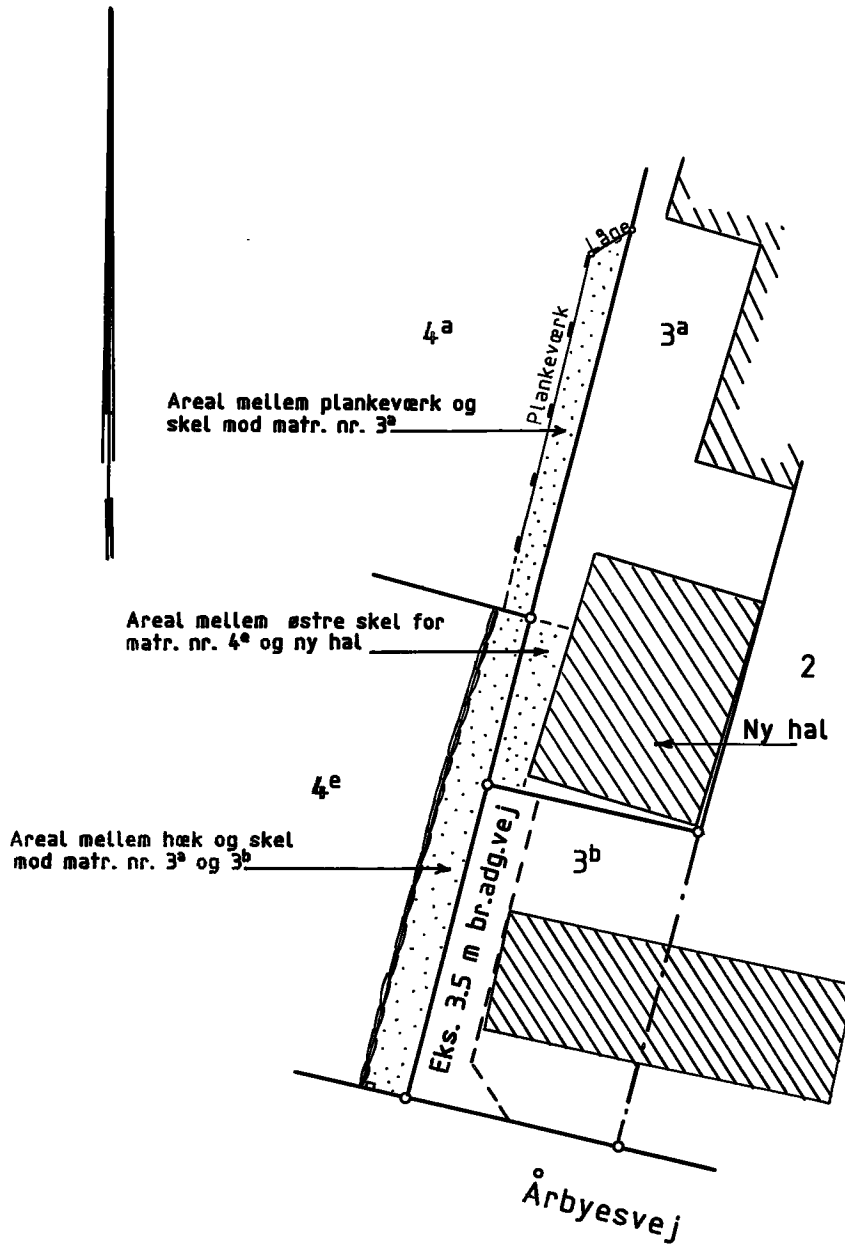 Låge
4ᵃ
3ᵃ
Plankeværk
Areal mellem plankeværk og
skel mod matr. nr. 3ᵃ
Areal mellem østre skel for
matr. nr. 4ᵉ og ny hal
2
Ny hal
4ᵉ
Areal mellem hæk og skel
mod matr. nr. 3ᵃ og 3ᵇ
3ᵇ
Eks. 3.5 m br.adg.vej
Årbyesvej